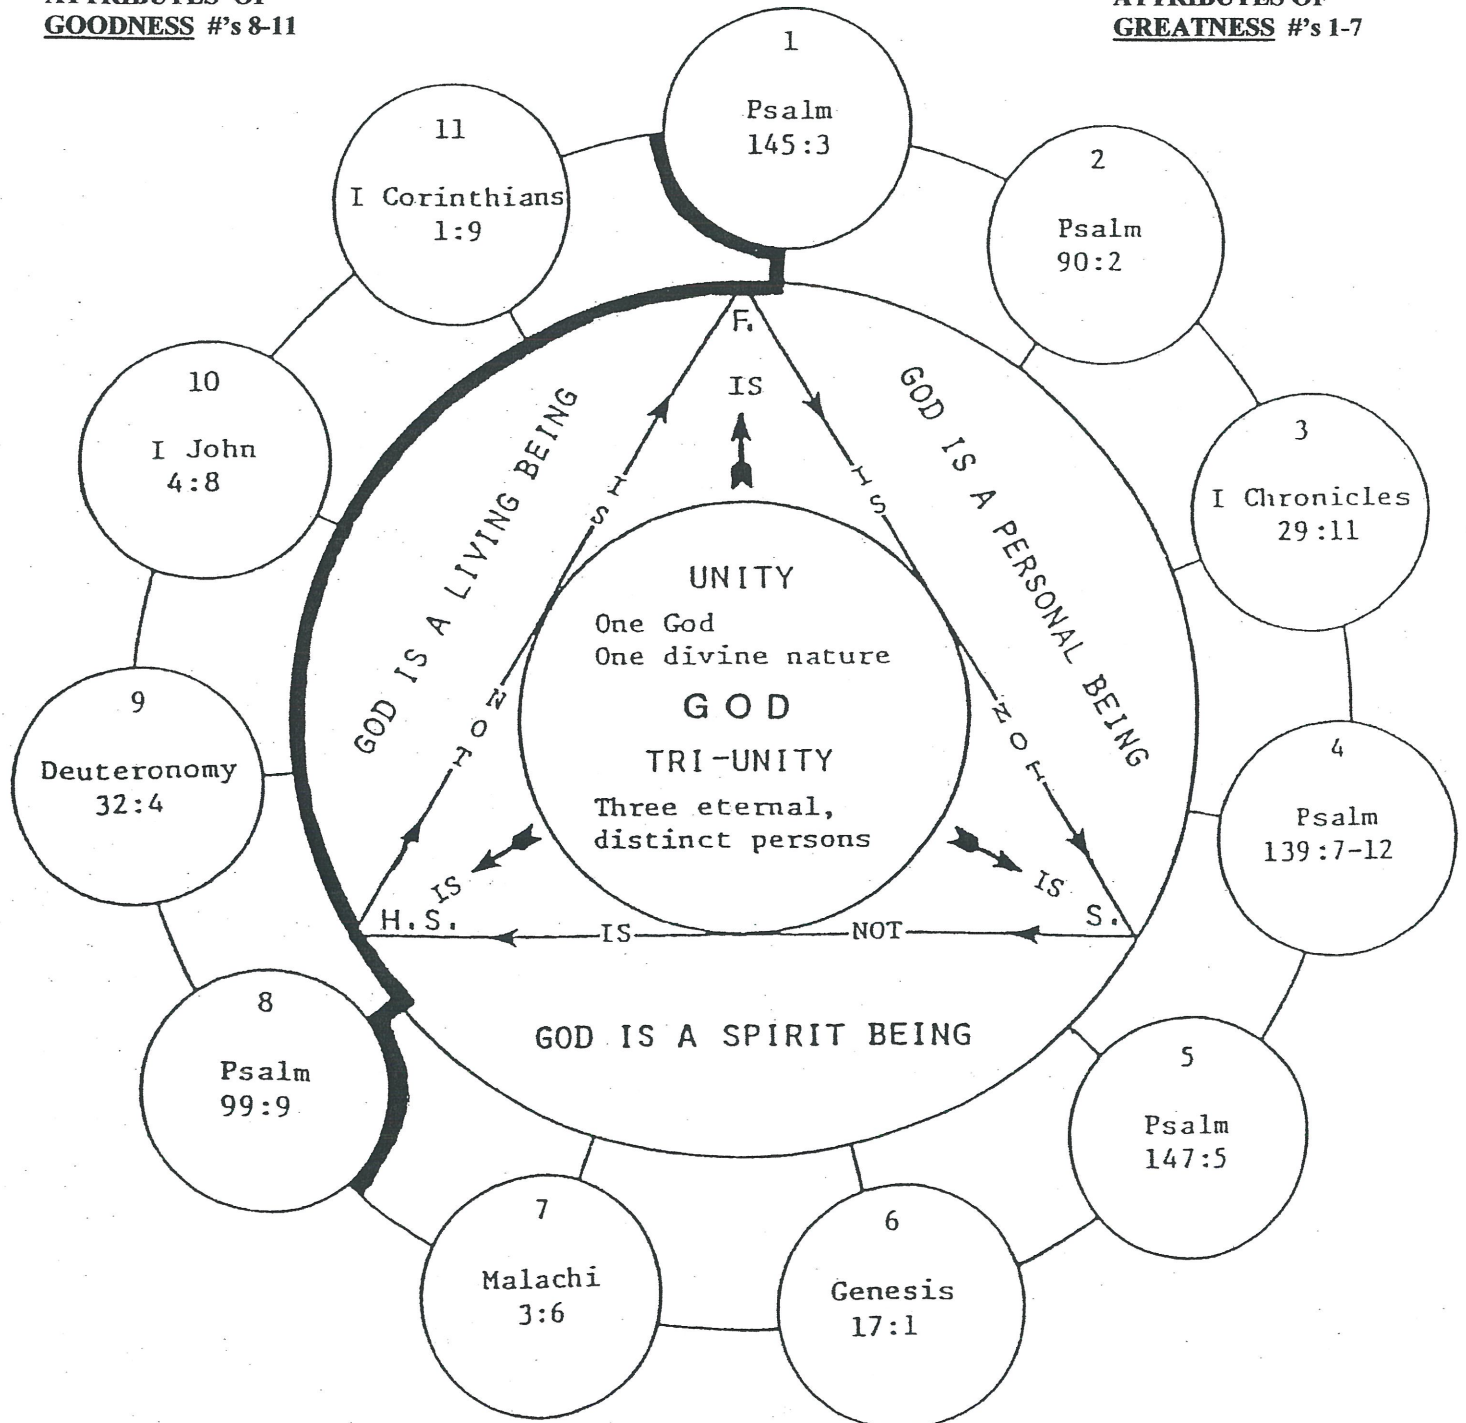 ATTRIBUTES OF
GOODNESS #'s 8-11
ATTRIBUTES OF
GREATNESS #'s 1-7
1
Psalm
145:3
2
Psalm
90:2
3
I Chronicles
29:11
4
Psalm
139:7-12
5
Psalm
147:5
6
Genesis
17:1
7
Malachi
3:6
8
Psalm
99:9
9
Deuteronomy
32:4
10
I John
4:8
11
I Corinthians
1:9
GOD IS A LIVING BEING
GOD IS A PERSONAL BEING
GOD IS A SPIRIT BEING
F.
IS
IS NOT
IS NOT
UNITY
One God
One divine nature
GOD
TRI-UNITY
Three eternal,
distinct persons
IS
IS
H.S.
S.
IS NOT